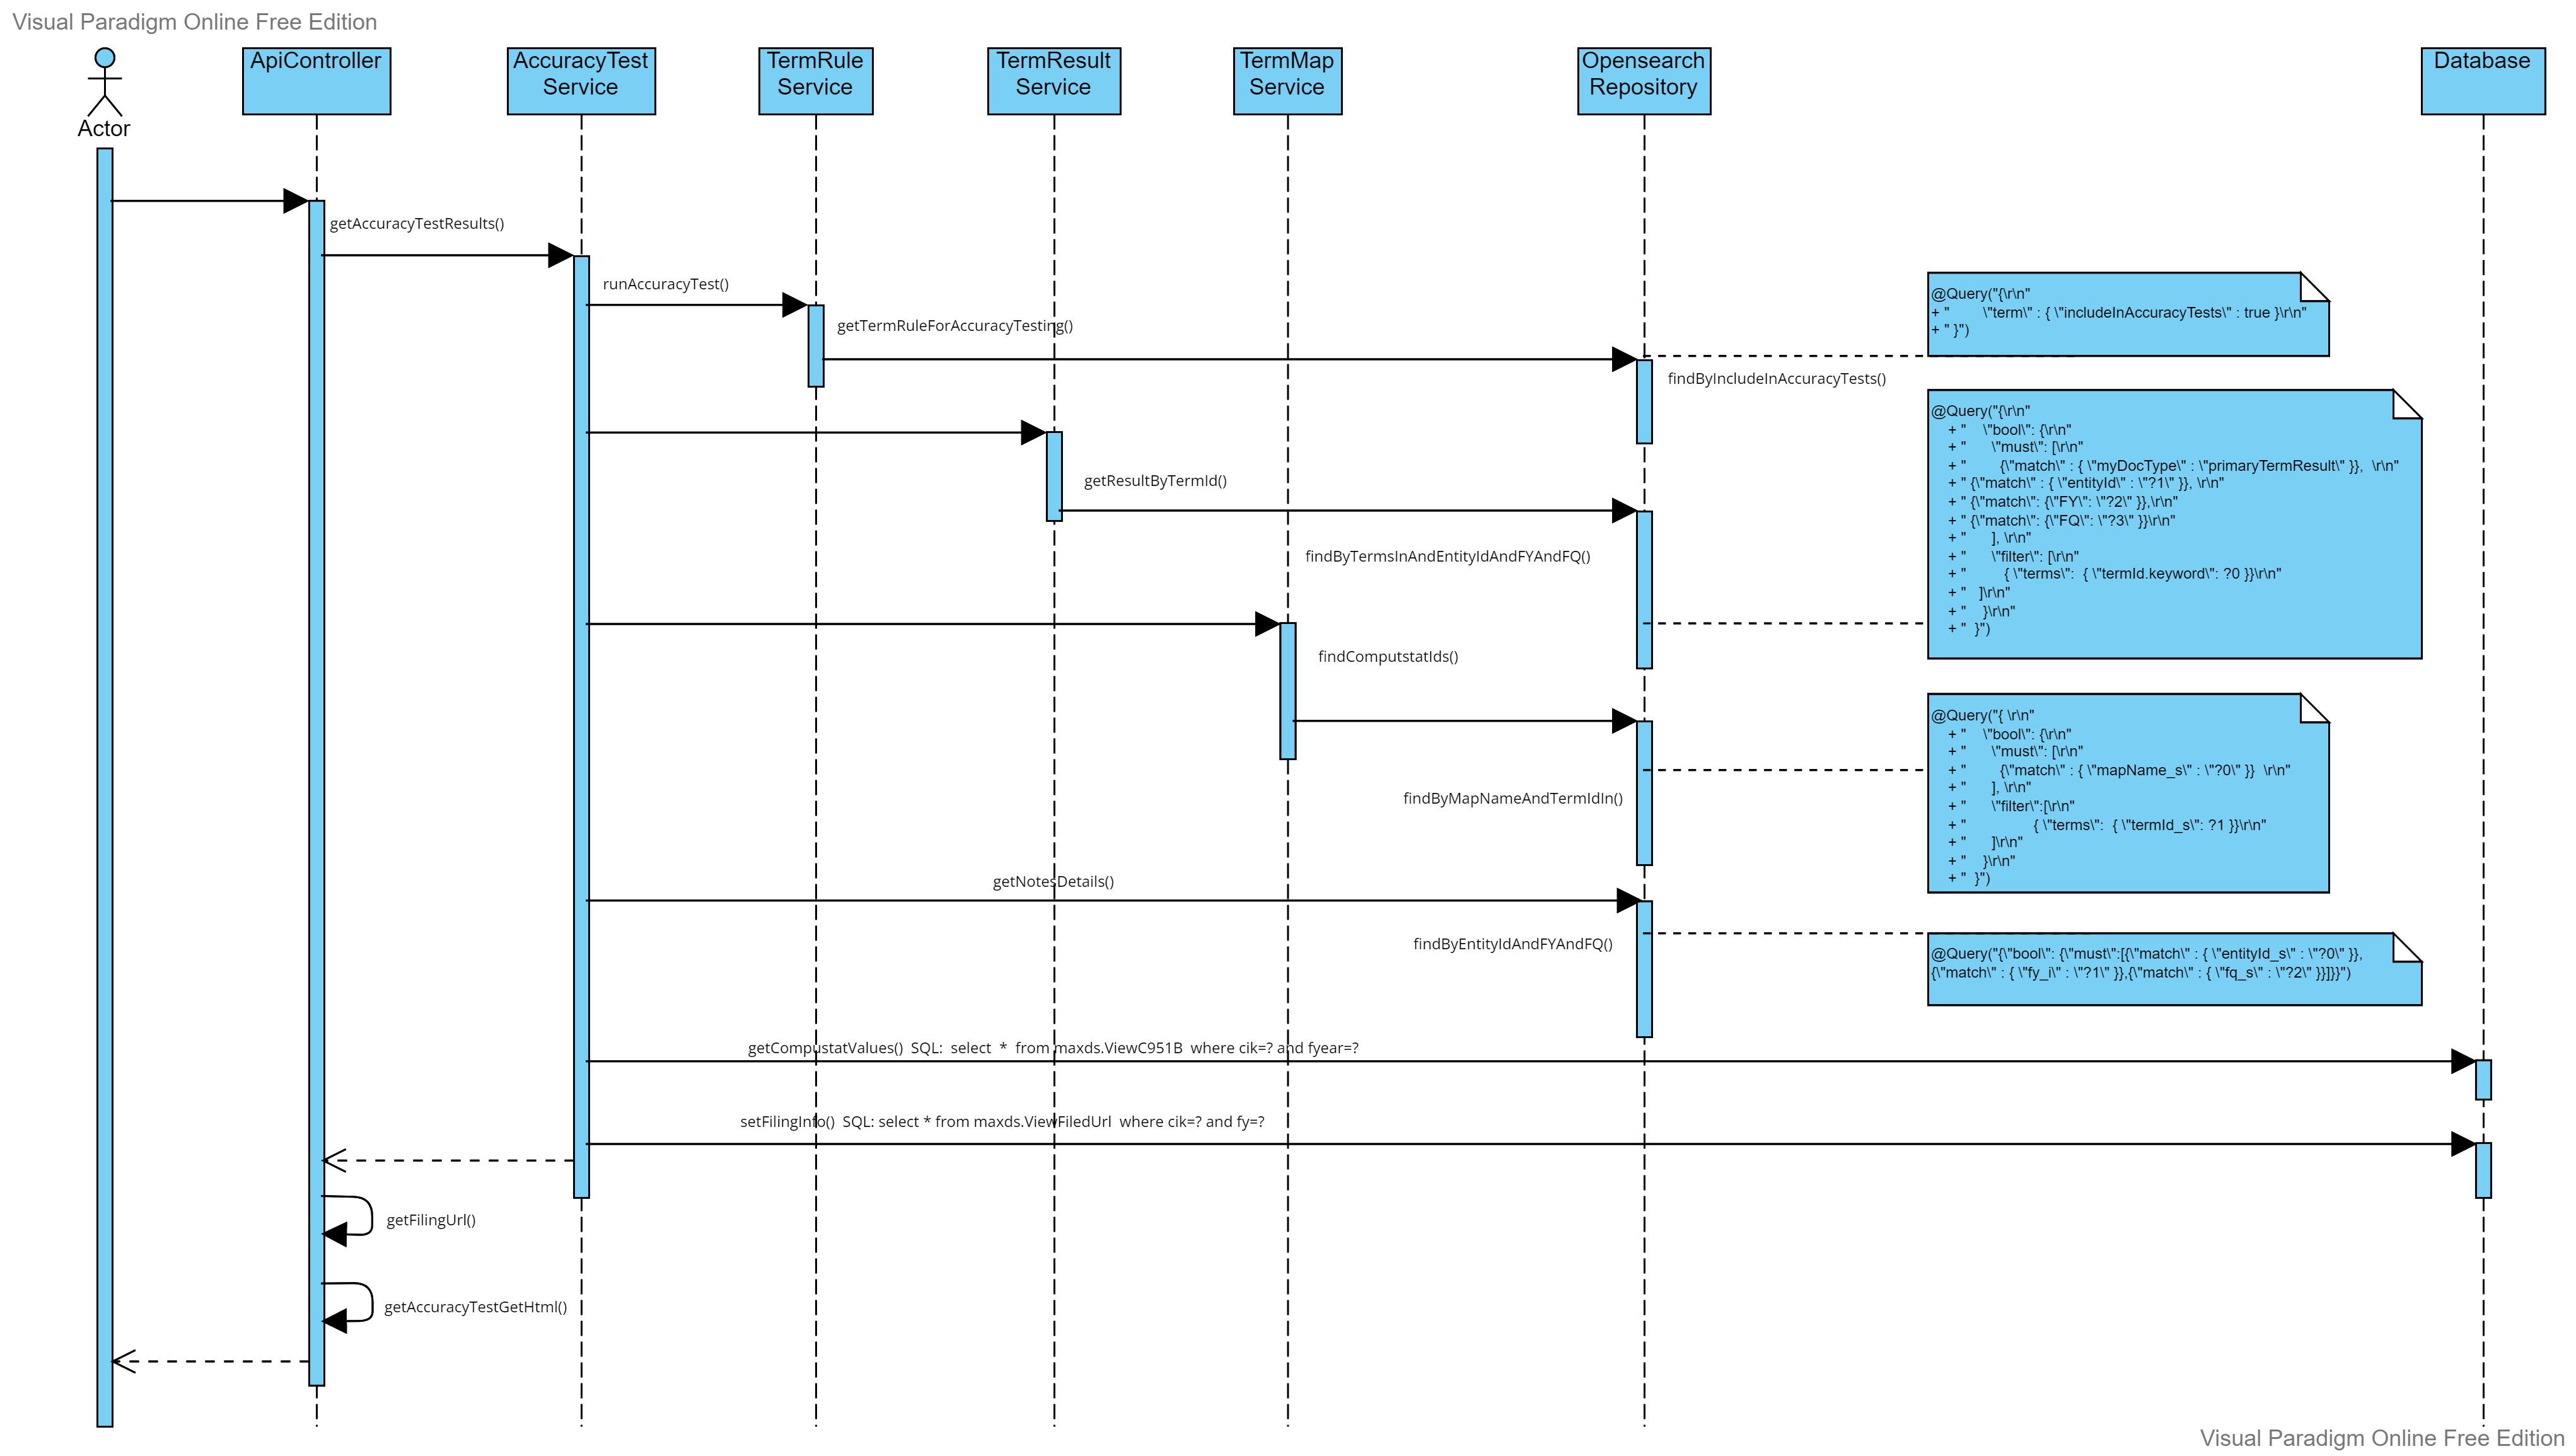 Visual Paradigm Online Free Edition
Actor
ApiController
AccuracyTest
Service
TermRule
Service
TermResult
Service
TermMap
Service
Opensearch
Repository
Database
getAccuracyTestResults()
runAccuracyTest()
getTermRuleForAccuracyTesting()
findByIncludeInAccuracyTests()
@Query("{\r\n"
+ "        \"term\" : { \"includeInAccuracyTests\" : true }\r\n"
+ " }")
getResultByTermId()
findByTermsInAndEntityIdAndFYAndFQ()
@Query("{\r\n"
+ "    \"bool\": {\r\n"
+ "      \"must\": [\r\n"
+ "        {\"match\" : { \"myDocType\" : \"primaryTermResult\" }},  \r\n"
+ " {\"match\" : { \"entityId\" : \"?1\" }}, \r\n"
+ " {\"match\": {\"FY\": \"?2\" }},\r\n"
+ " {\"match\": {\"FQ\": \"?3\" }}\r\n"
+ "      ], \r\n"
+ "      \"filter\": [\r\n"
+ "         { \"terms\":  { \"termId.keyword\": ?0 }}\r\n"
+ "   ]\r\n"
+ "    }\r\n"
+ "  }")
findComputstatIds()
findByMapNameAndTermIdIn()
@Query("{ \r\n"
+ "    \"bool\": {\r\n"
+ "      \"must\": [\r\n"
+ "        {\"match\" : { \"mapName_s\" : \"?0\" }}  \r\n"
+ "      ], \r\n"
+ "      \"filter\":[\r\n"
+ "                { \"terms\":  { \"termId_s\": ?1 }}\r\n"
+ "      ]\r\n"
+ "    }\r\n"
+ "  }")
getNotesDetails()
findByEntityIdAndFYAndFQ()
@Query("{\"bool\": {\"must\":[{\"match\" : { \"entityId_s\" : \"?0\" }},
{\"match\" : { \"fy_i\" : \"?1\" }},{\"match\" : { \"fq_s\" : \"?2\" }}]}}")
getCompustatValues()  SQL:  select  *  from maxds.ViewC951B  where cik=? and fyear=?
setFilingInfo()  SQL: select * from maxds.ViewFiledUrl  where cik=? and fy=?
getFilingUrl()
getAccuracyTestGetHtml()
Visual Paradigm Online Free Edition